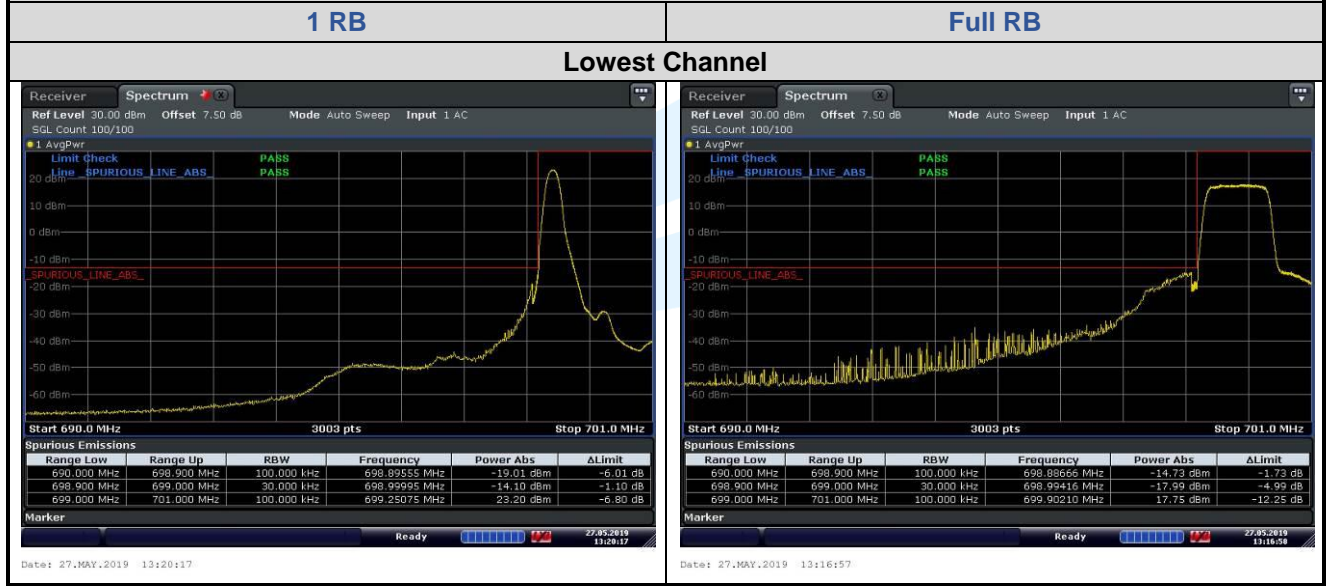 1 RB
Full RB
Lowest Channel
Receiver Spectrum
Ref Level 30.00 dBm Offset 7.50 dB Mode Auto Sweep Input 1 AC
SGL Count 100/100
1 AvgPwr
Limit Check PASS
Line _SPURIOUS_LINE_ABS_ PASS
20 dBm
10 dBm
0 dBm
-10 dBm
_SPURIOUS_LINE_ABS_
-20 dBm
-30 dBm
-40 dBm
-50 dBm
-60 dBm
Start 690.0 MHz 3003 pts Stop 701.0 MHz
Spurious Emissions
Range Low Range Up RBW Frequency Power Abs ΔLimit
690.000 MHz 698.900 MHz 100.000 kHz 698.89555 MHz -19.01 dBm -6.01 dB
698.900 MHz 699.000 MHz 30.000 kHz 698.99995 MHz -14.10 dBm -1.10 dB
699.000 MHz 701.000 MHz 100.000 kHz 699.25075 MHz 23.20 dBm -6.80 dB
Marker
Ready 27.05.2019
13:20:17
Date: 27.MAY.2019 13:20:17
Receiver Spectrum
Ref Level 30.00 dBm Offset 7.50 dB Mode Auto Sweep Input 1 AC
SGL Count 100/100
1 AvgPwr
Limit Check PASS
Line _SPURIOUS_LINE_ABS_ PASS
20 dBm
10 dBm
0 dBm
-10 dBm
_SPURIOUS_LINE_ABS_
-20 dBm
-30 dBm
-40 dBm
-50 dBm
-60 dBm
Start 690.0 MHz 3003 pts Stop 701.0 MHz
Spurious Emissions
Range Low Range Up RBW Frequency Power Abs ΔLimit
690.000 MHz 698.900 MHz 100.000 kHz 698.88666 MHz -14.73 dBm -1.73 dB
698.900 MHz 699.000 MHz 30.000 kHz 698.99416 MHz -17.99 dBm -4.99 dB
699.000 MHz 701.000 MHz 100.000 kHz 699.90210 MHz 17.75 dBm -12.25 dB
Marker
Ready 27.05.2019
13:16:58
Date: 27.MAY.2019 13:16:57